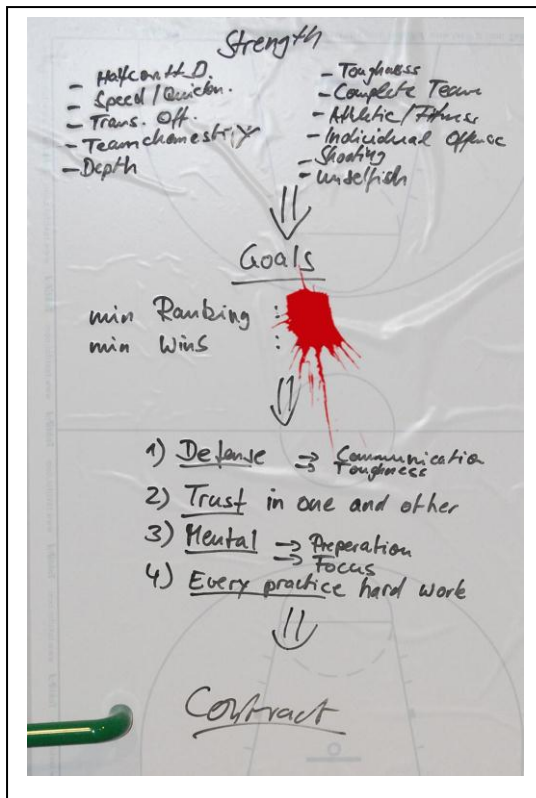 Strength
- Halfcourt D.
- Speed/Quickn.
- Trans. Off.
- Teamchemestry
- Depth
- Toughness
- Complete Team
- Athletic/Fitness
- Individual Offense
- Shooting
- unselfish
Goals
min Ranking :
min Wins :
1) Defense → Communication
→ Toughness
2) Trust in one and other
3) Mental → Preperation
→ Focus
4) Every practice hard work
Contract